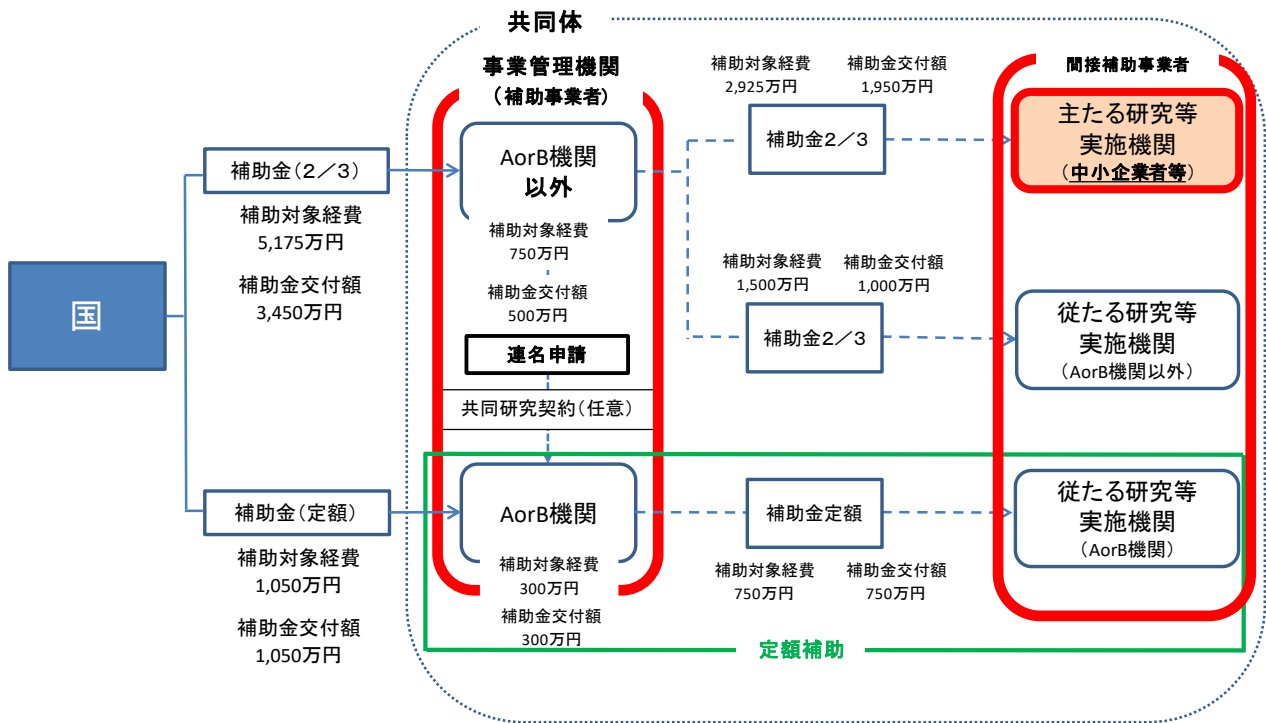 共同体
事業管理機関
（補助事業者）
間接補助事業者
国
補助金（２／３）
補助対象経費
5,175万円
補助金交付額
3,450万円
AorB機関
以外
補助対象経費
750万円
補助金交付額
500万円
連名申請
共同研究契約（任意）
補助対象経費
2,925万円
補助金交付額
1,950万円
補助金２／３
主たる研究等
実施機関
（中小企業者等）
補助対象経費
1,500万円
補助金交付額
1,000万円
補助金２／３
従たる研究等
実施機関
（AorB機関以外）
補助金（定額）
補助対象経費
1,050万円
補助金交付額
1,050万円
AorB機関
補助対象経費
300万円
補助金交付額
300万円
補助金定額
補助対象経費
750万円
補助金交付額
750万円
従たる研究等
実施機関
（AorB機関）
定額補助